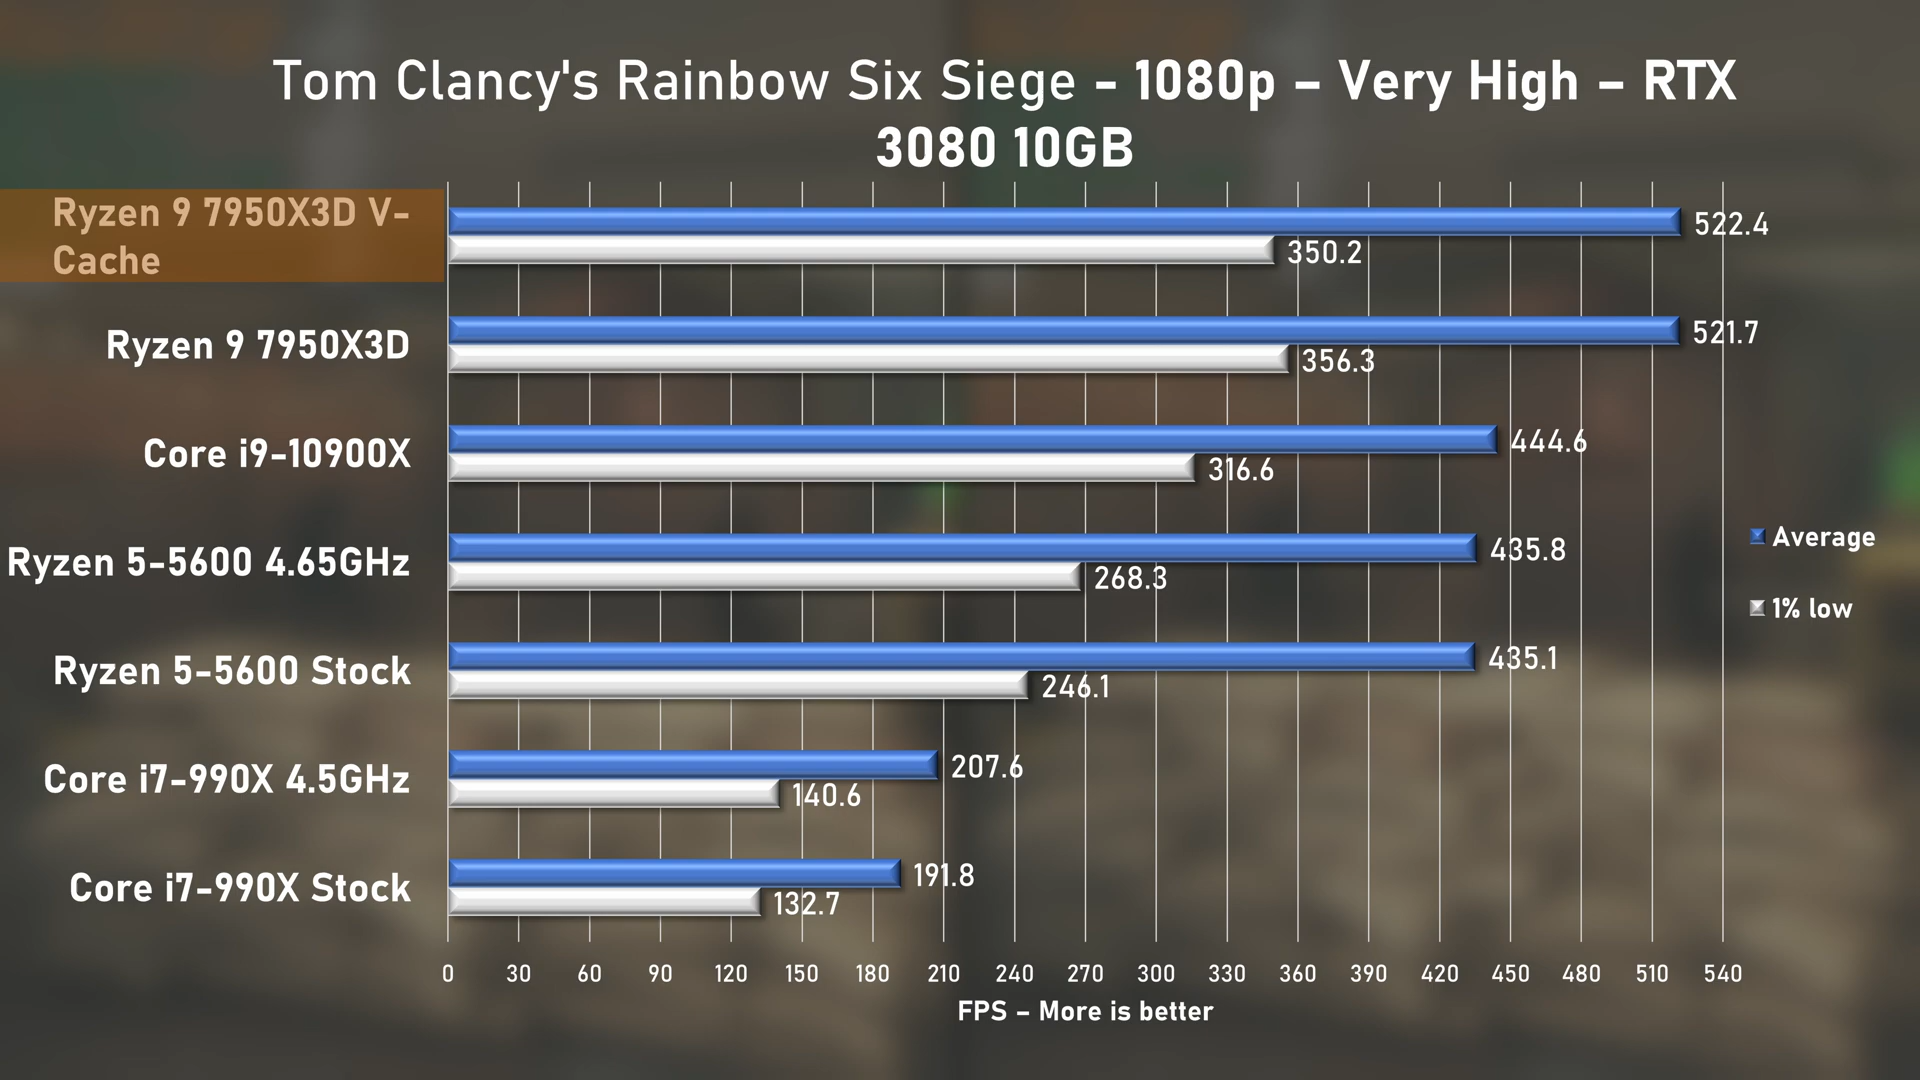 Tom Clancy's Rainbow Six Siege - 1080p – Very High – RTX
3080 10GB
Ryzen 9 7950X3D V-
Cache
522.4
350.2
Ryzen 9 7950X3D
521.7
356.3
Core i9-10900X
444.6
316.6
Ryzen 5-5600 4.65GHz
435.8
268.3
Ryzen 5-5600 Stock
435.1
246.1
Core i7-990X 4.5GHz
207.6
140.6
Core i7-990X Stock
191.8
132.7
Average
1% low
0 30 60 90 120 150 180 210 240 270 300 330 360 390 420 450 480 510 540
FPS – More is better